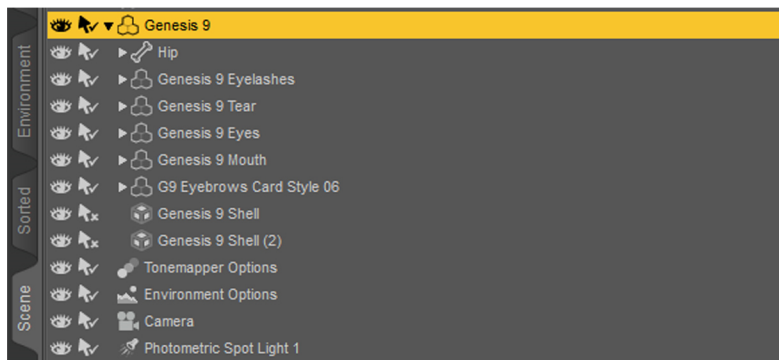 Environment
Sorted
Scene
Genesis 9
Hip
Genesis 9 Eyelashes
Genesis 9 Tear
Genesis 9 Eyes
Genesis 9 Mouth
G9 Eyebrows Card Style 06
Genesis 9 Shell
Genesis 9 Shell (2)
Tonemapper Options
Environment Options
Camera
Photometric Spot Light 1